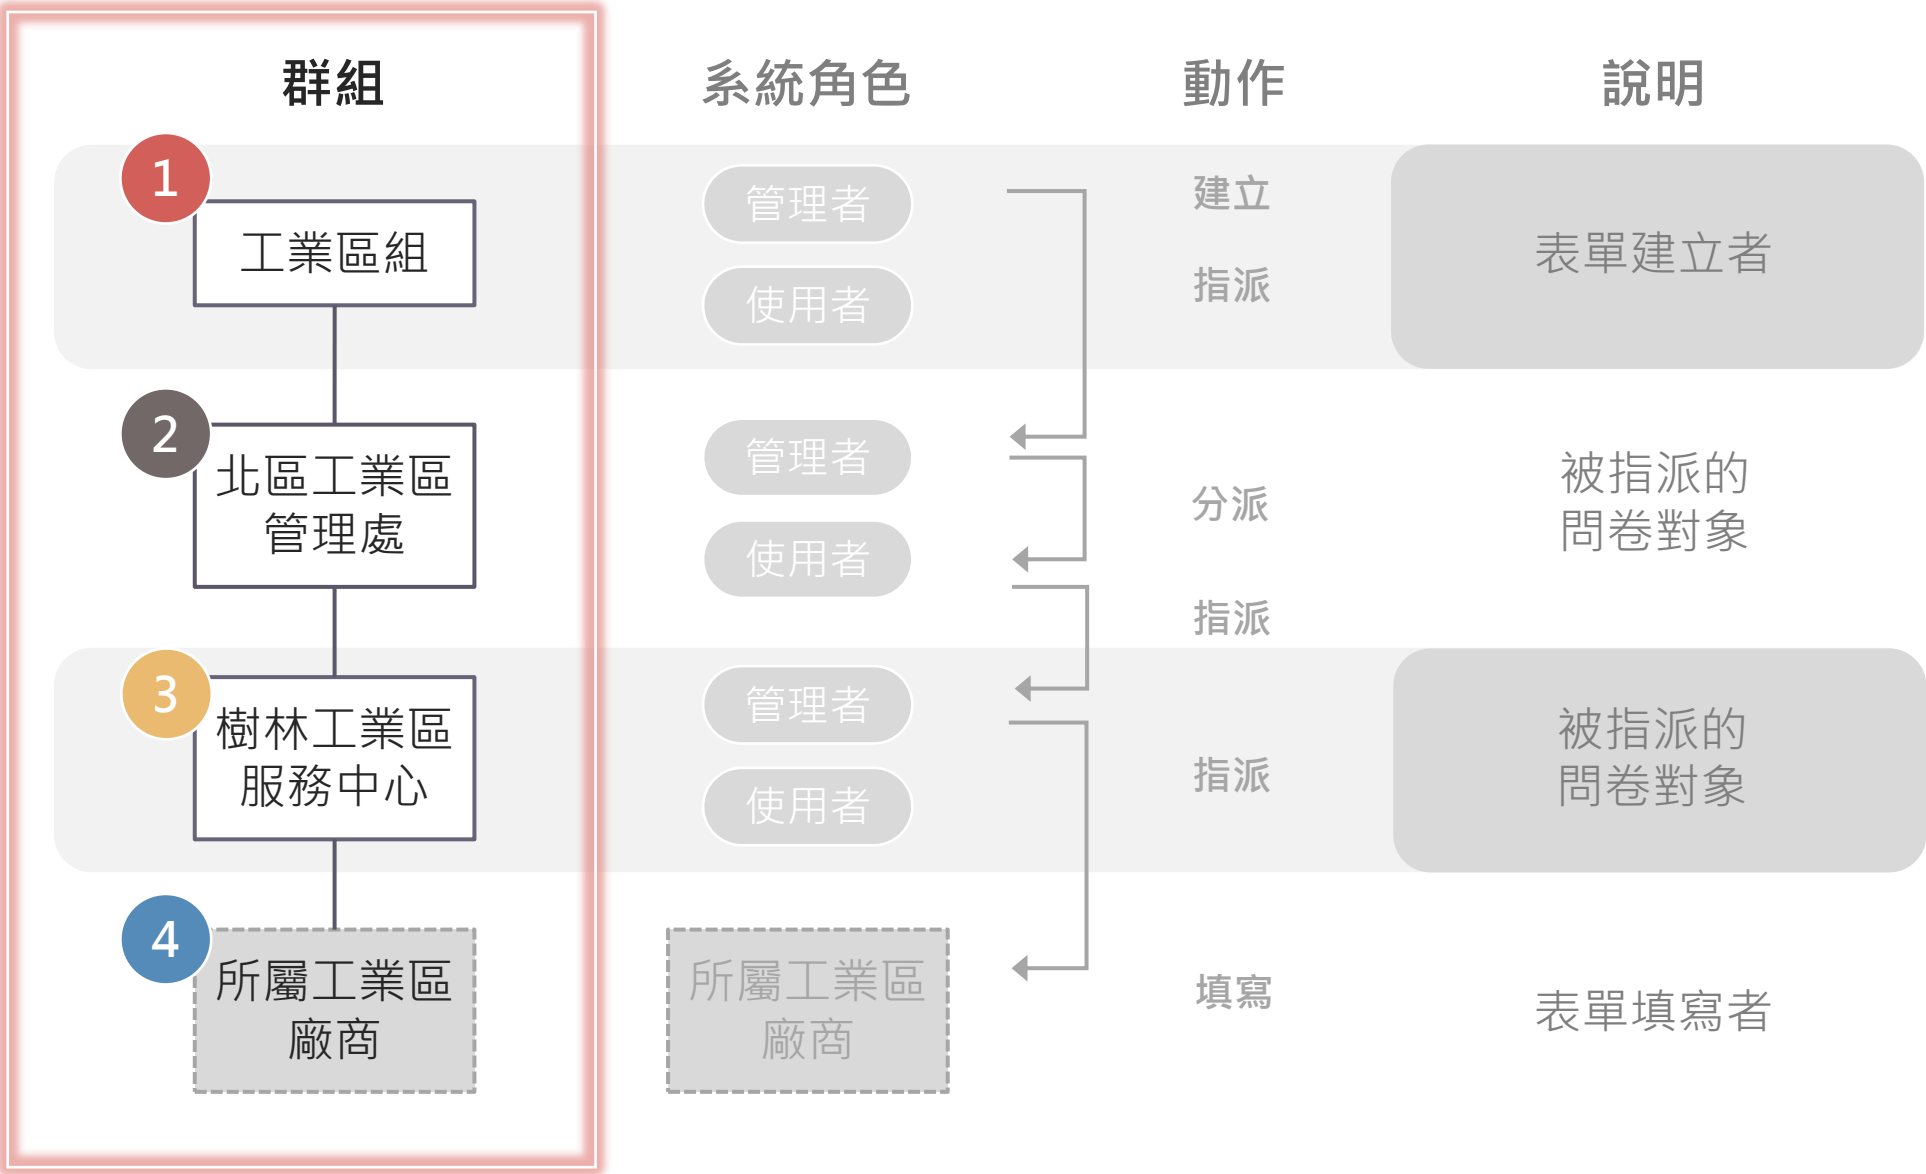 群組 系統角色 動作 說明
1
工業區組
管理者
使用者
建立
指派
表單建立者
2
北區工業區
管理處
管理者
使用者
分派
指派
被指派的
問卷對象
3
樹林工業區
服務中心
管理者
使用者
指派
被指派的
問卷對象
4
所屬工業區
廠商
所屬工業區
廠商
填寫
表單填寫者